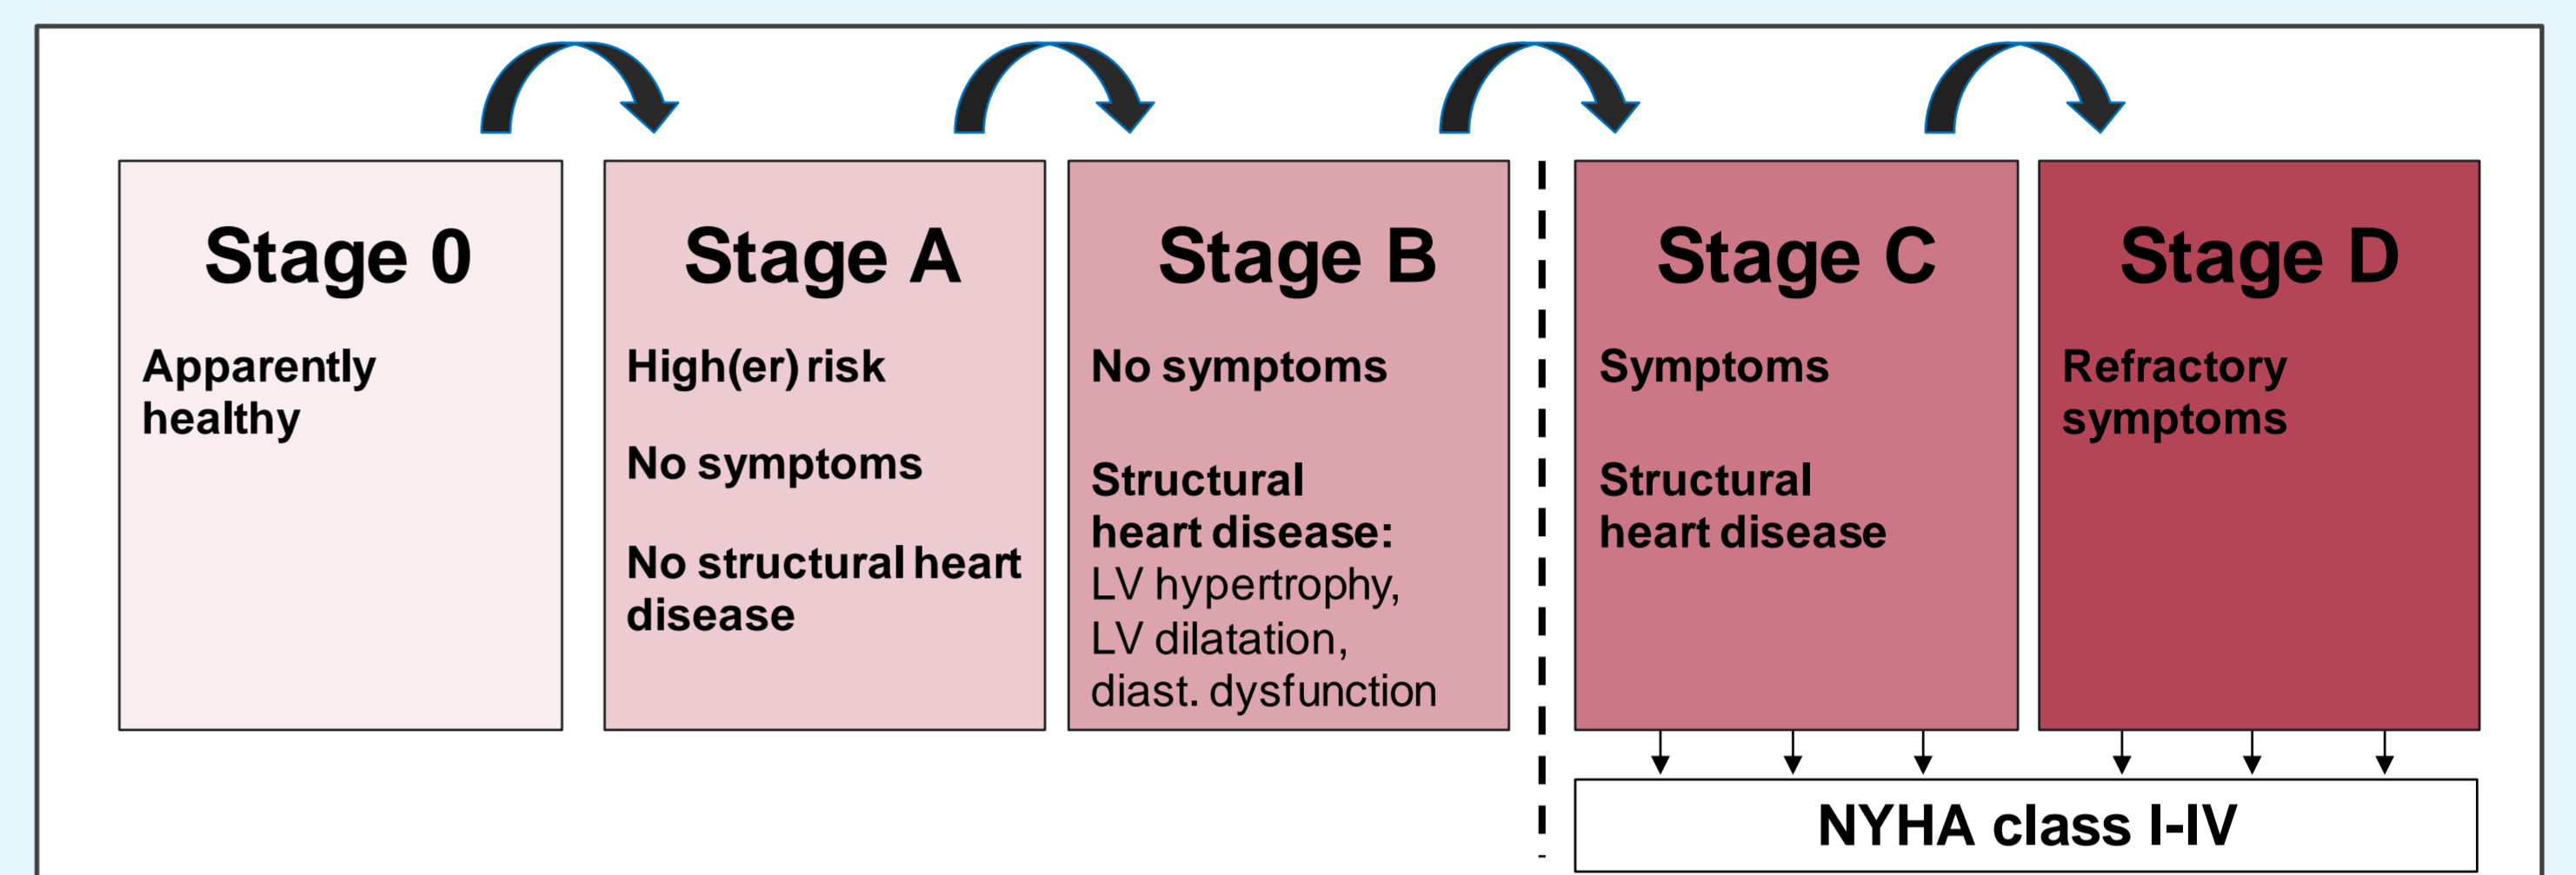 Stage 0
Apparently
healthy
Stage A
High(er) risk
No symptoms
No structural heart
disease
Stage B
No symptoms
Structural
heart disease:
LV hypertrophy,
LV dilatation,
diast. dysfunction
Stage C
Symptoms
Structural
heart disease
Stage D
Refractory
symptoms
NYHA class I-IV